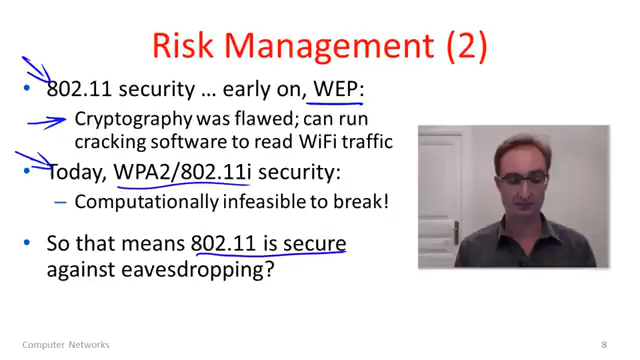 Risk Management (2)
• 802.11 security … early on, WEP:
Cryptography was flawed; can run
cracking software to read WiFi traffic
• Today, WPA2/802.11i security:
– Computationally infeasible to break!
• So that means 802.11 is secure
against eavesdropping?
Computer Networks
8